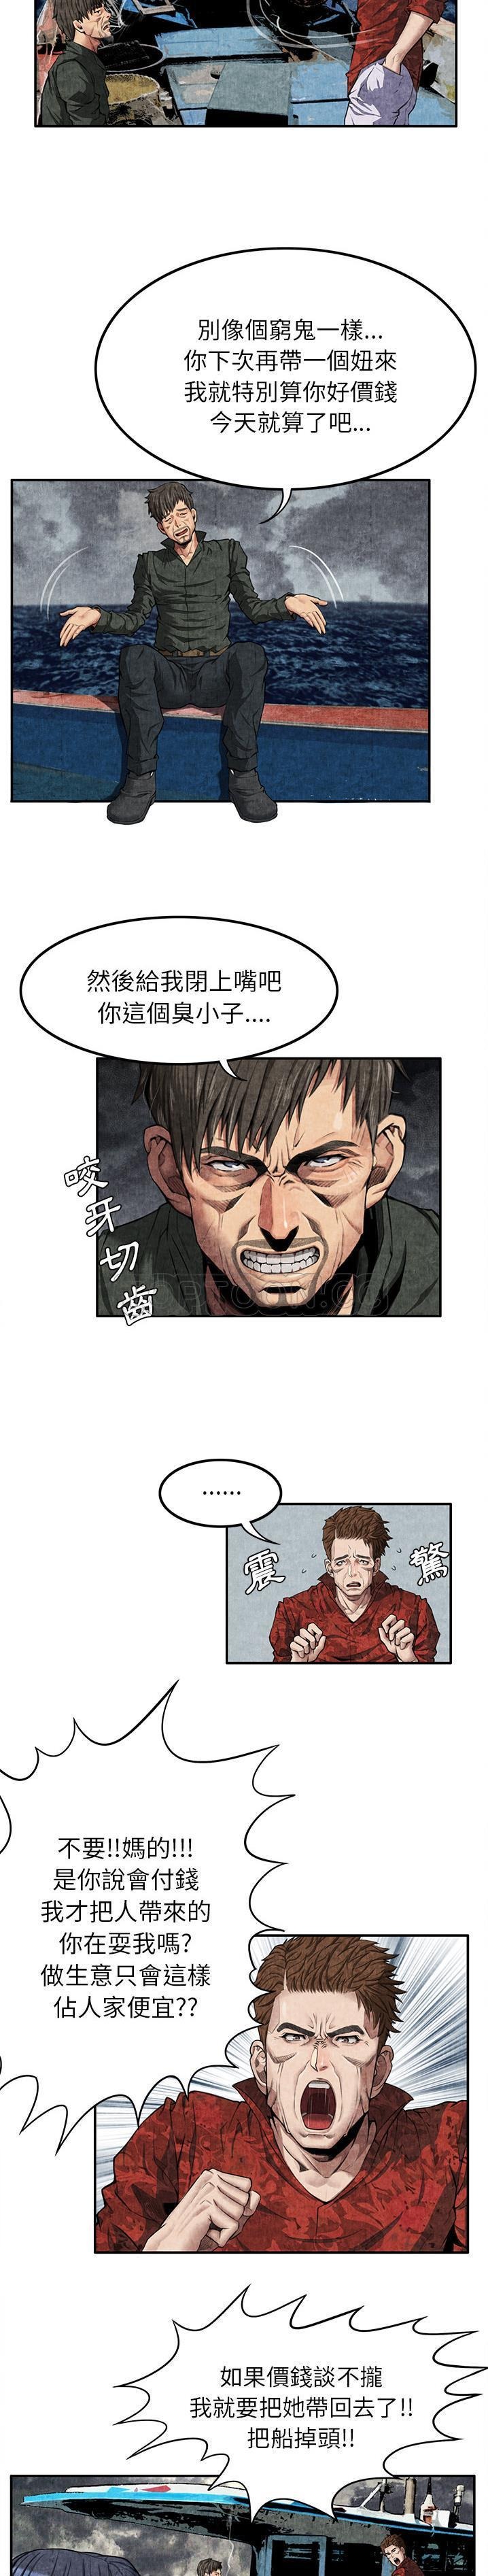 別像個窮鬼一樣...
你下次再帶一個妞來
我就特別算你好價錢
今天就算了吧...
然後給我閉上嘴吧
你這個臭小子....
咬牙切齒
......
震驚
不要!!媽的!!!
是你說會付錢
我才把人帶來的
你在耍我嗎?
做生意只會這樣
佔人家便宜??
如果價錢談不攏
我就要把她帶回去了!!
把船掉頭!!